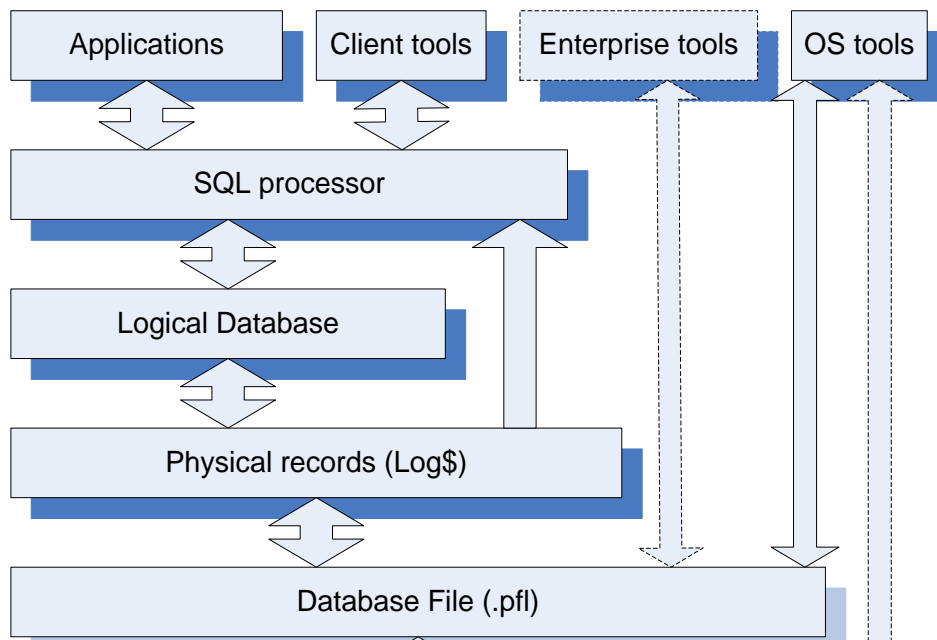 Applications
Client tools
Enterprise tools
OS tools
SQL processor
Logical Database
Physical records (Log$)
Database File (.pfl)